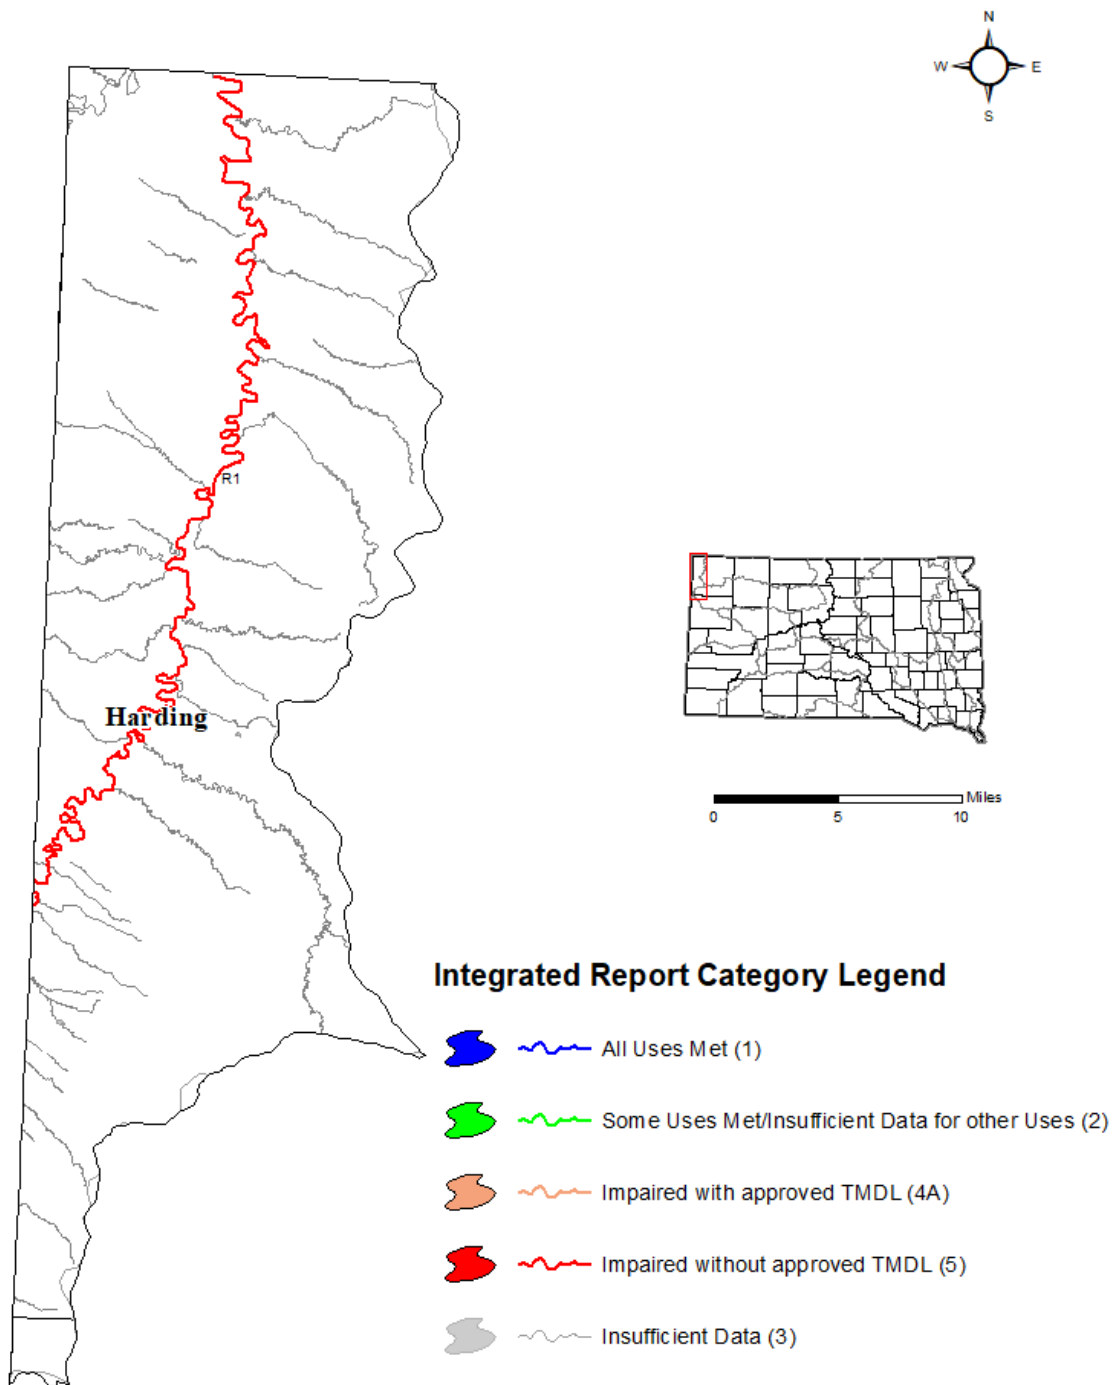 N
W E
S
R1
Harding
Miles
0 5 10
Integrated Report Category Legend
All Uses Met (1)
Some Uses Met/Insufficient Data for other Uses (2)
Impaired with approved TMDL (4A)
Impaired without approved TMDL (5)
Insufficient Data (3)